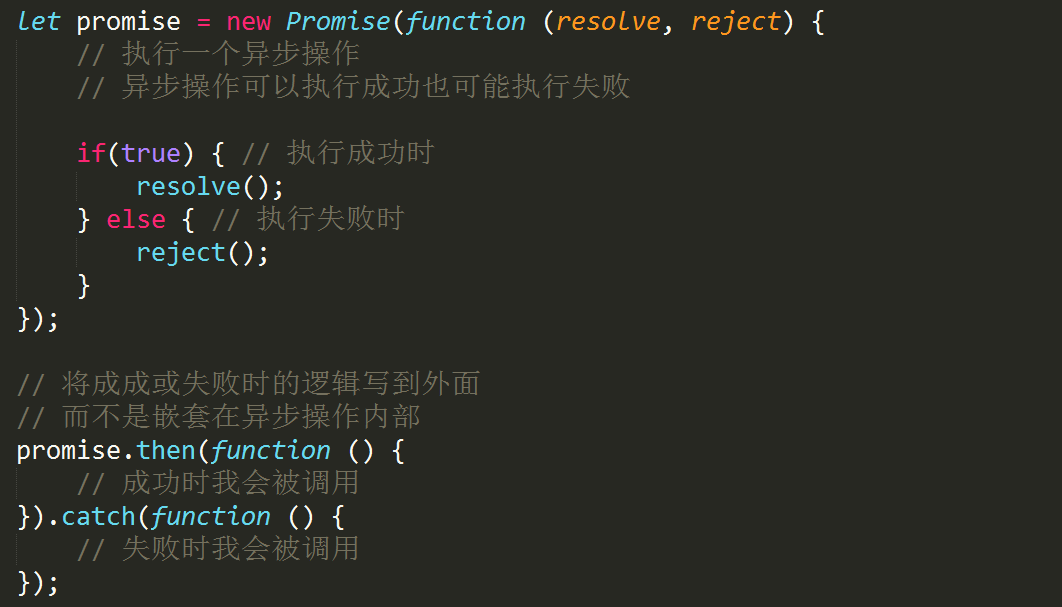 let promise = new Promise(function (resolve, reject) {
    // 执行一个异步操作
    // 异步操作可以执行成功也可能执行失败

    if(true) { // 执行成功时
        resolve();
    } else { // 执行失败时
        reject();
    }
});

// 将成成或失败时的逻辑写到外面
// 而不是嵌套在异步操作内部
promise.then(function () {
    // 成功时我会被调用
}).catch(function () {
    // 失败时我会被调用
});